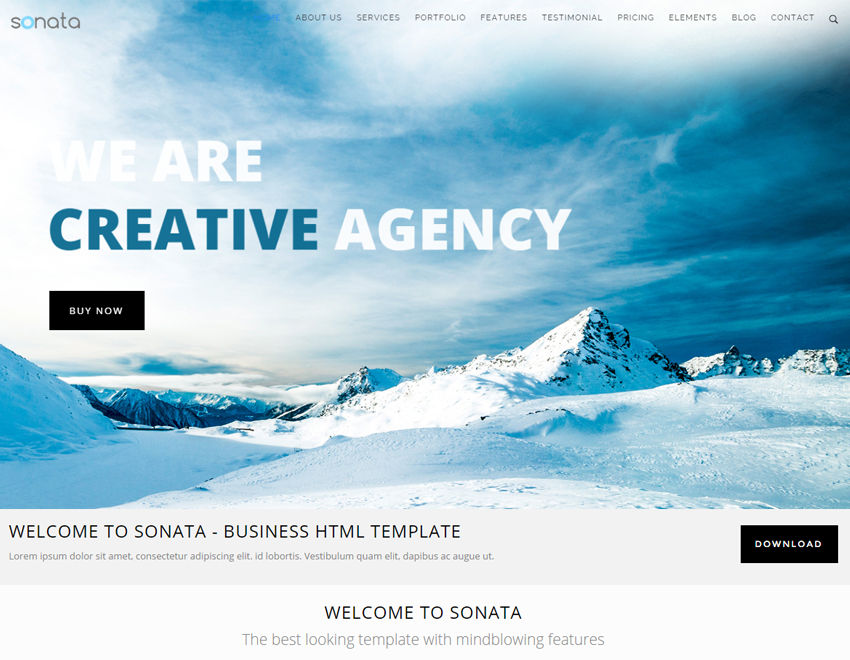 sonata
HOME ABOUT US SERVICES PORTFOLIO FEATURES TESTIMONIAL PRICING ELEMENTS BLOG CONTACT
WE ARE
CREATIVE AGENCY
BUY NOW
WELCOME TO SONATA - BUSINESS HTML TEMPLATE
Lorem ipsum dolor sit amet, consectetur adipiscing elit. id lobortis. Vestibulum quam elit, dapibus ac augue ut.
DOWNLOAD
WELCOME TO SONATA
The best looking template with mindblowing features